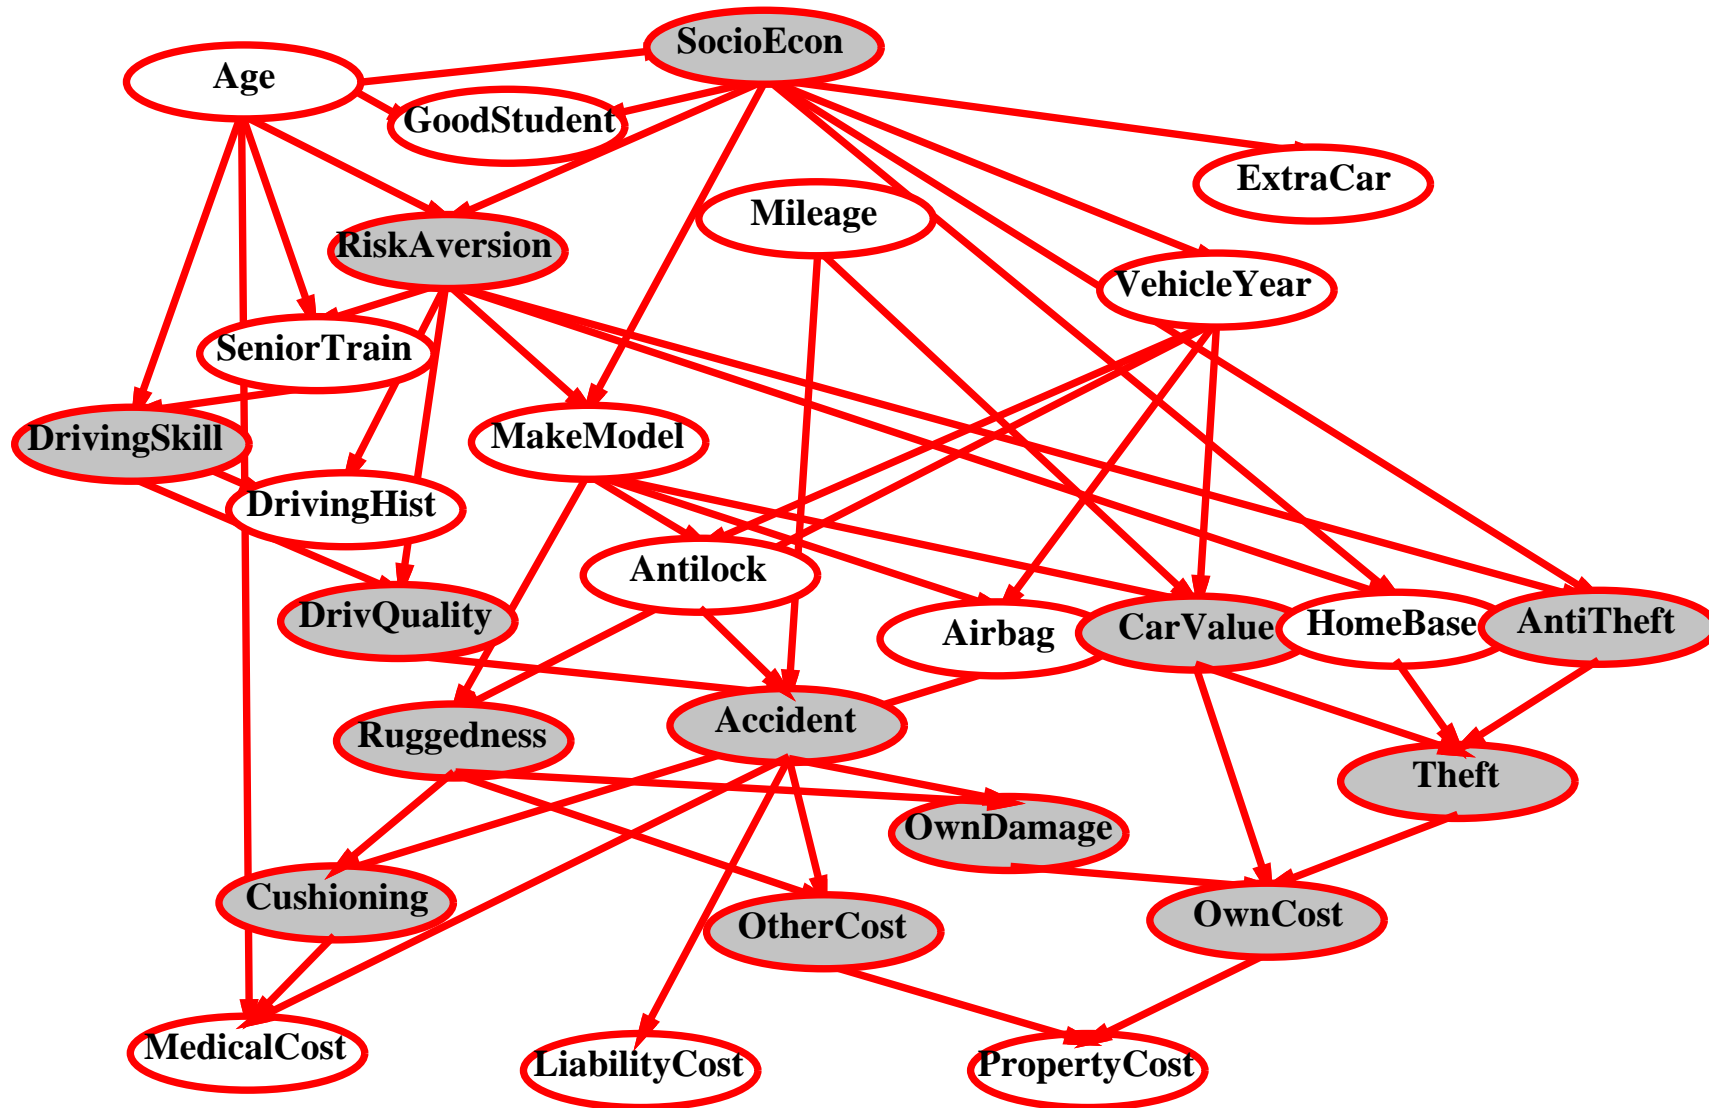 SocioEcon
Age
GoodStudent
ExtraCar
Mileage
RiskAversion
VehicleYear
SeniorTrain
DrivingSkill
MakeModel
DrivingHist
Antilock
DrivQuality
Airbag
CarValue
HomeBase
AntiTheft
Ruggedness
Accident
Theft
OwnDamage
Cushioning
OtherCost
OwnCost
MedicalCost
LiabilityCost
PropertyCost